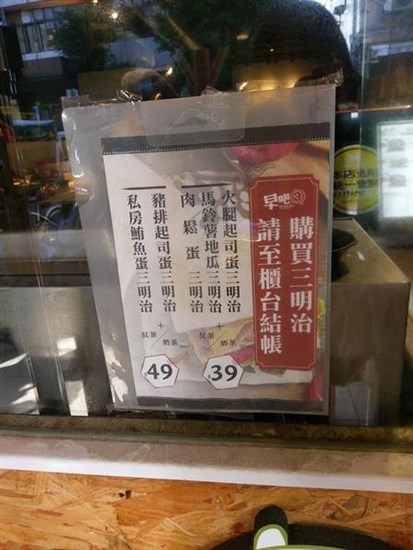 早吧
購買三明治
請至櫃台結帳
火腿起司蛋三明治
馬鈴薯地瓜三明治
肉鬆蛋三明治
+
紅茶 奶茶
39
豬排起司蛋三明治
私房鮪魚蛋三明治
+
紅茶 奶茶
49